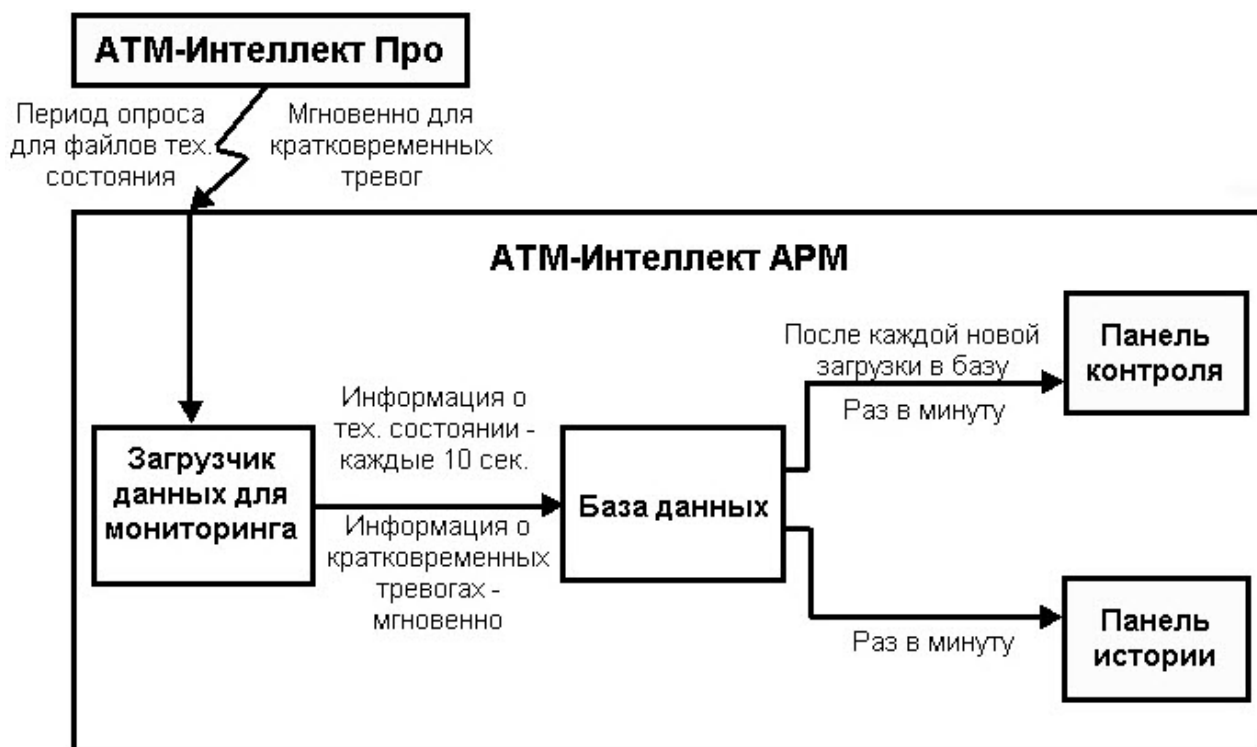 АТМ-Интеллект Про
Период опроса
для файлов тех.
состояния
Мгновенно для
кратковременных
тревог
АТМ-Интеллект АРМ
Загрузчик
данных для
мониторинга
Информация о
тех. состоянии -
каждые 10 сек.
Информация о
кратковременных
тревогах -
мгновенно
База данных
После каждой новой
загрузки в базу
Раз в минуту
Панель
контроля
Раз в минуту
Панель
истории